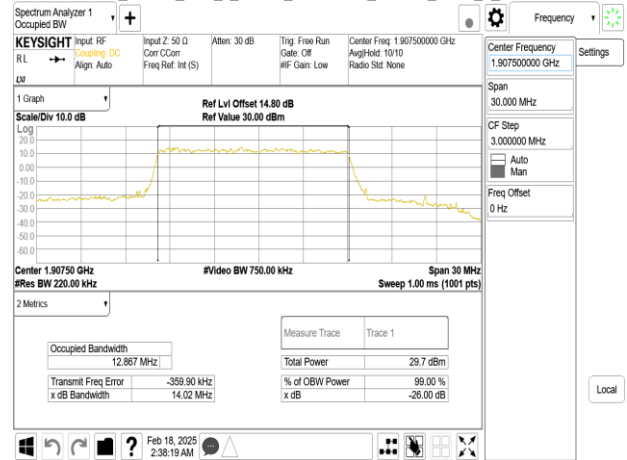 Spectrum Analyzer 1
Occupied BW
+
Frequency
KEYSIGHT
RL
LXI
Input: RF
Coupling: DC
Align: Auto
Input Z: 50 Ω
Corr CCorr
Freq Ref: Int (S)
Atten: 30 dB
Trig: Free Run
Gate: Off
#IF Gain: Low
Center Freq: 1.907500000 GHz
Avg|Hold: 10/10
Radio Std: None
Center Frequency
1.907500000 GHz
Settings
Span
30.000 MHz
CF Step
3.000000 MHz
Auto
Man
Freq Offset
0 Hz
1 Graph
Scale/Div 10.0 dB
Ref Lvl Offset 14.80 dB
Ref Value 30.00 dBm
Log
20.0
10.0
0.00
-10.0
-20.0
-30.0
-40.0
-50.0
-60.0
Center 1.90750 GHz
#Video BW 750.00 kHz
Span 30 MHz
#Res BW 220.00 kHz
Sweep 1.00 ms (1001 pts)
2 Metrics
Measure Trace
Trace 1
Occupied Bandwidth
12.867 MHz
Total Power
29.7 dBm
Transmit Freq Error
-359.90 kHz
% of OBW Power
99.00 %
x dB Bandwidth
14.02 MHz
x dB
-26.00 dB
Local
?
Feb 18, 2025
2:38:19 AM